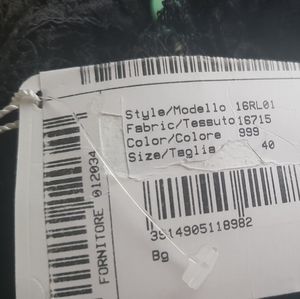 Style/Modello 16RL01
Fabric/Tessuto 16715
Color/Colore 999
Size/Taglia 40
3514905118982
Bg
FORNITORE 012034